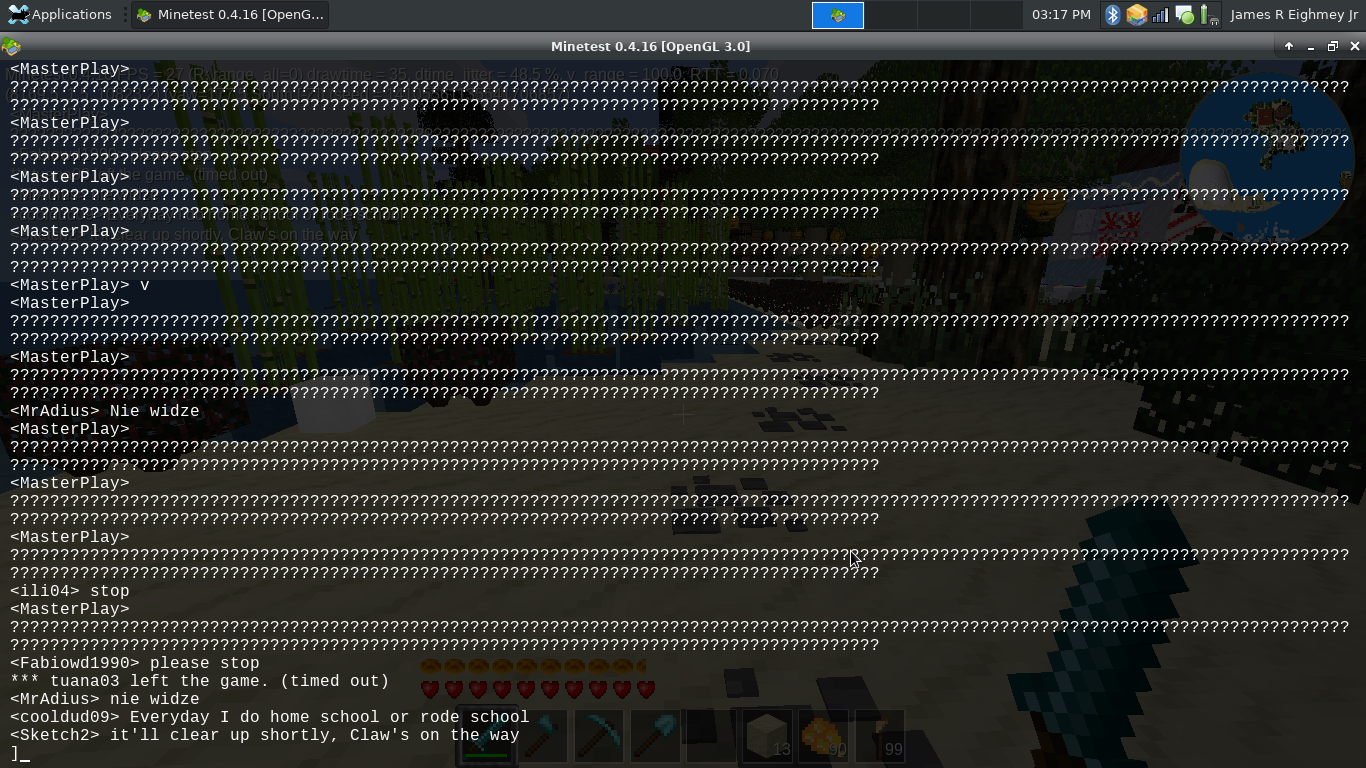 Applications
Minetest 0.4.16 [OpenG...
03:17 PM
James R Eighmey Jr
Minetest 0.4.16 [OpenGL 3.0]
<MasterPlay>
??????????????????????????????????????????????????????????????????????????????????????????????????????????????????????????????????????
???????????????????????????????????????????????????????????????????????????????????????
<MasterPlay>
??????????????????????????????????????????????????????????????????????????????????????????????????????????????????????????????????????
???????????????????????????????????????????????????????????????????????????????????????
<MasterPlay>
??????????????????????????????????????????????????????????????????????????????????????????????????????????????????????????????????????
???????????????????????????????????????????????????????????????????????????????????????
<MasterPlay>
??????????????????????????????????????????????????????????????????????????????????????????????????????????????????????????????????????
???????????????????????????????????????????????????????????????????????????????????????
<MasterPlay> v
<MasterPlay>
??????????????????????????????????????????????????????????????????????????????????????????????????????????????????????????????????????
???????????????????????????????????????????????????????????????????????????????????????
<MasterPlay>
??????????????????????????????????????????????????????????????????????????????????????????????????????????????????????????????????????
???????????????????????????????????????????????????????????????????????????????????????
<MrAdius> Nie widze
<MasterPlay>
??????????????????????????????????????????????????????????????????????????????????????????????????????????????????????????????????????
???????????????????????????????????????????????????????????????????????????????????????
<MasterPlay>
??????????????????????????????????????????????????????????????????????????????????????????????????????????????????????????????????????
???????????????????????????????????????????????????????????????????????????????????????
<MasterPlay>
??????????????????????????????????????????????????????????????????????????????????????????????????????????????????????????????????????
???????????????????????????????????????????????????????????????????????????????????????
<ili04> stop
<MasterPlay>
??????????????????????????????????????????????????????????????????????????????????????????????????????????????????????????????????????
???????????????????????????????????????????????????????????????????????????????????????
<Fabiowd1990> please stop
*** tuana03 left the game. (timed out)
<MrAdius> nie widze
<cooldud09> Everyday I do home school or rode school
<Sketch2> it'll clear up shortly, Claw's on the way
]_
13
90
99